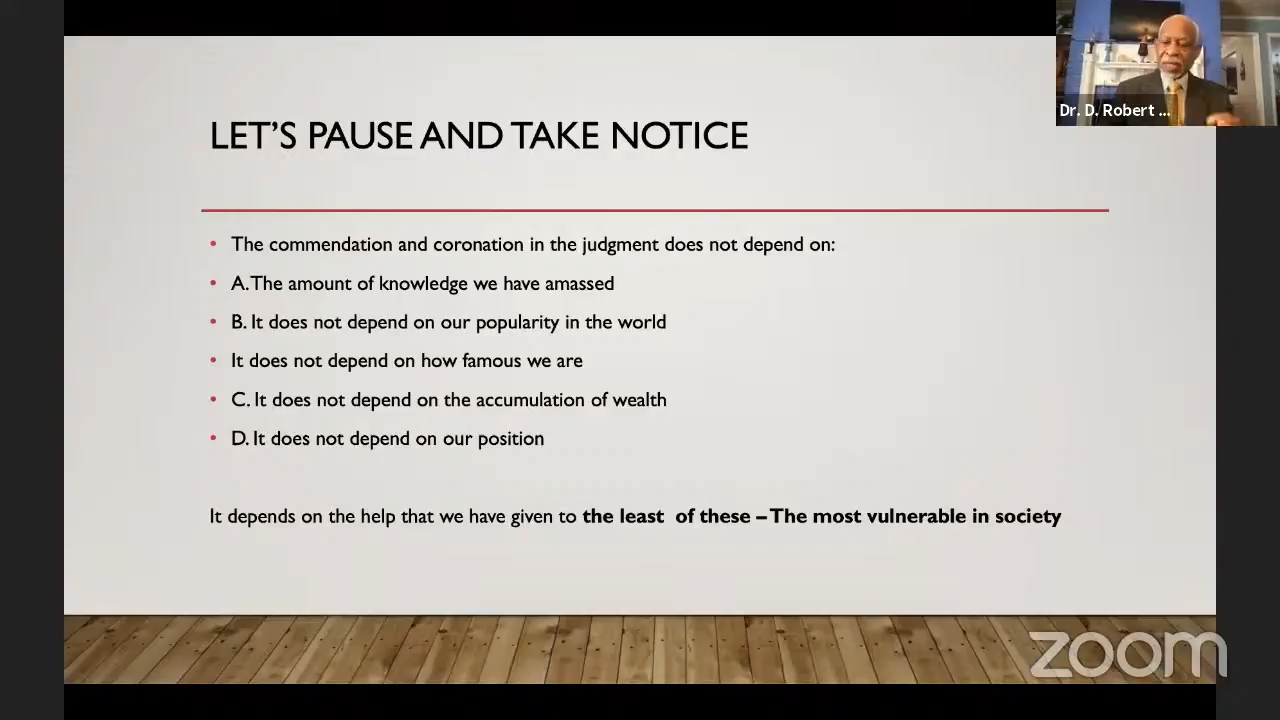 Dr. D. Robert ...
LET'S PAUSE AND TAKE NOTICE
• The commendation and coronation in the judgment does not depend on:
• A. The amount of knowledge we have amassed
• B. It does not depend on our popularity in the world
• It does not depend on how famous we are
• C. It does not depend on the accumulation of wealth
• D. It does not depend on our position
It depends on the help that we have given to the least of these – The most vulnerable in society
zoom